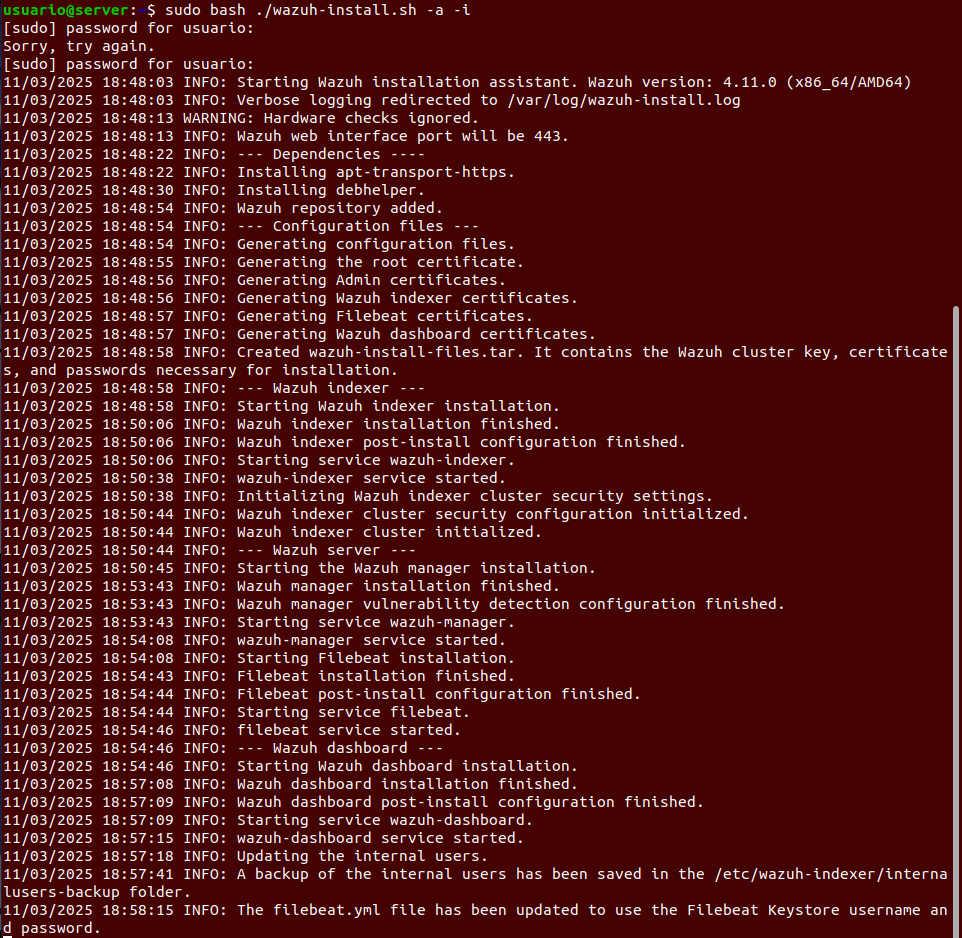 usuario@server:~$ sudo bash ./wazuh-install.sh -a -i
[sudo] password for usuario:
Sorry, try again.
[sudo] password for usuario:
11/03/2025 18:48:03 INFO: Starting Wazuh installation assistant. Wazuh version: 4.11.0 (x86_64/AMD64)
11/03/2025 18:48:03 INFO: Verbose logging redirected to /var/log/wazuh-install.log
11/03/2025 18:48:13 WARNING: Hardware checks ignored.
11/03/2025 18:48:13 INFO: Wazuh web interface port will be 443.
11/03/2025 18:48:22 INFO: --- Dependencies ----
11/03/2025 18:48:22 INFO: Installing apt-transport-https.
11/03/2025 18:48:30 INFO: Installing debhelper.
11/03/2025 18:48:54 INFO: Wazuh repository added.
11/03/2025 18:48:54 INFO: --- Configuration files ---
11/03/2025 18:48:54 INFO: Generating configuration files.
11/03/2025 18:48:55 INFO: Generating the root certificate.
11/03/2025 18:48:56 INFO: Generating Admin certificates.
11/03/2025 18:48:56 INFO: Generating Wazuh indexer certificates.
11/03/2025 18:48:57 INFO: Generating Filebeat certificates.
11/03/2025 18:48:57 INFO: Generating Wazuh dashboard certificates.
11/03/2025 18:48:58 INFO: Created wazuh-install-files.tar. It contains the Wazuh cluster key, certificate
s, and passwords necessary for installation.
11/03/2025 18:48:58 INFO: --- Wazuh indexer ---
11/03/2025 18:48:58 INFO: Starting Wazuh indexer installation.
11/03/2025 18:50:06 INFO: Wazuh indexer installation finished.
11/03/2025 18:50:06 INFO: Wazuh indexer post-install configuration finished.
11/03/2025 18:50:06 INFO: Starting service wazuh-indexer.
11/03/2025 18:50:38 INFO: wazuh-indexer service started.
11/03/2025 18:50:38 INFO: Initializing Wazuh indexer cluster security settings.
11/03/2025 18:50:44 INFO: Wazuh indexer cluster security configuration initialized.
11/03/2025 18:50:44 INFO: Wazuh indexer cluster initialized.
11/03/2025 18:50:44 INFO: --- Wazuh server ---
11/03/2025 18:50:45 INFO: Starting the Wazuh manager installation.
11/03/2025 18:53:43 INFO: Wazuh manager installation finished.
11/03/2025 18:53:43 INFO: Wazuh manager vulnerability detection configuration finished.
11/03/2025 18:53:43 INFO: Starting service wazuh-manager.
11/03/2025 18:54:08 INFO: wazuh-manager service started.
11/03/2025 18:54:08 INFO: Starting Filebeat installation.
11/03/2025 18:54:43 INFO: Filebeat installation finished.
11/03/2025 18:54:44 INFO: Filebeat post-install configuration finished.
11/03/2025 18:54:44 INFO: Starting service filebeat.
11/03/2025 18:54:46 INFO: filebeat service started.
11/03/2025 18:54:46 INFO: --- Wazuh dashboard ---
11/03/2025 18:54:46 INFO: Starting Wazuh dashboard installation.
11/03/2025 18:57:08 INFO: Wazuh dashboard installation finished.
11/03/2025 18:57:09 INFO: Wazuh dashboard post-install configuration finished.
11/03/2025 18:57:09 INFO: Starting service wazuh-dashboard.
11/03/2025 18:57:15 INFO: wazuh-dashboard service started.
11/03/2025 18:57:18 INFO: Updating the internal users.
11/03/2025 18:57:41 INFO: A backup of the internal users has been saved in the /etc/wazuh-indexer/interna
lusers-backup folder.
11/03/2025 18:58:15 INFO: The filebeat.yml file has been updated to use the Filebeat Keystore username an
d password.